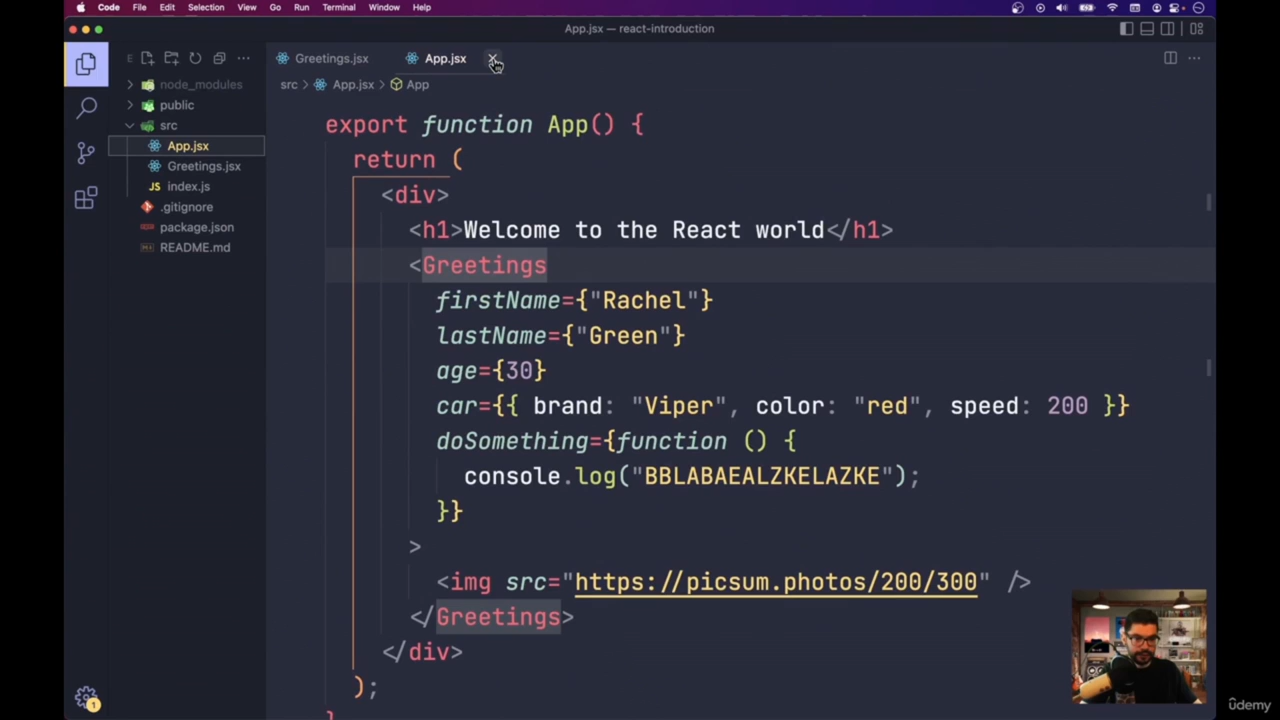 Code File Edit Selection View Go Run Terminal Window Help
App.jsx — react-introduction
Greetings.jsx App.jsx
src > App.jsx > App
node_modules
public
src
App.jsx
Greetings.jsx
index.js
.gitignore
package.json
README.md
export function App() {
return (
<div>
<h1>Welcome to the React world</h1>
<Greetings
firstName={"Rachel"}
lastName={"Green"}
age={30}
car={{ brand: "Viper", color: "red", speed: 200 }}
doSomething={function () {
console.log("BBLABAEALZKELAZKE");
}}
>
<img src="https://picsum.photos/200/300" />
</Greetings>
</div>
);
}
1
ûdemy